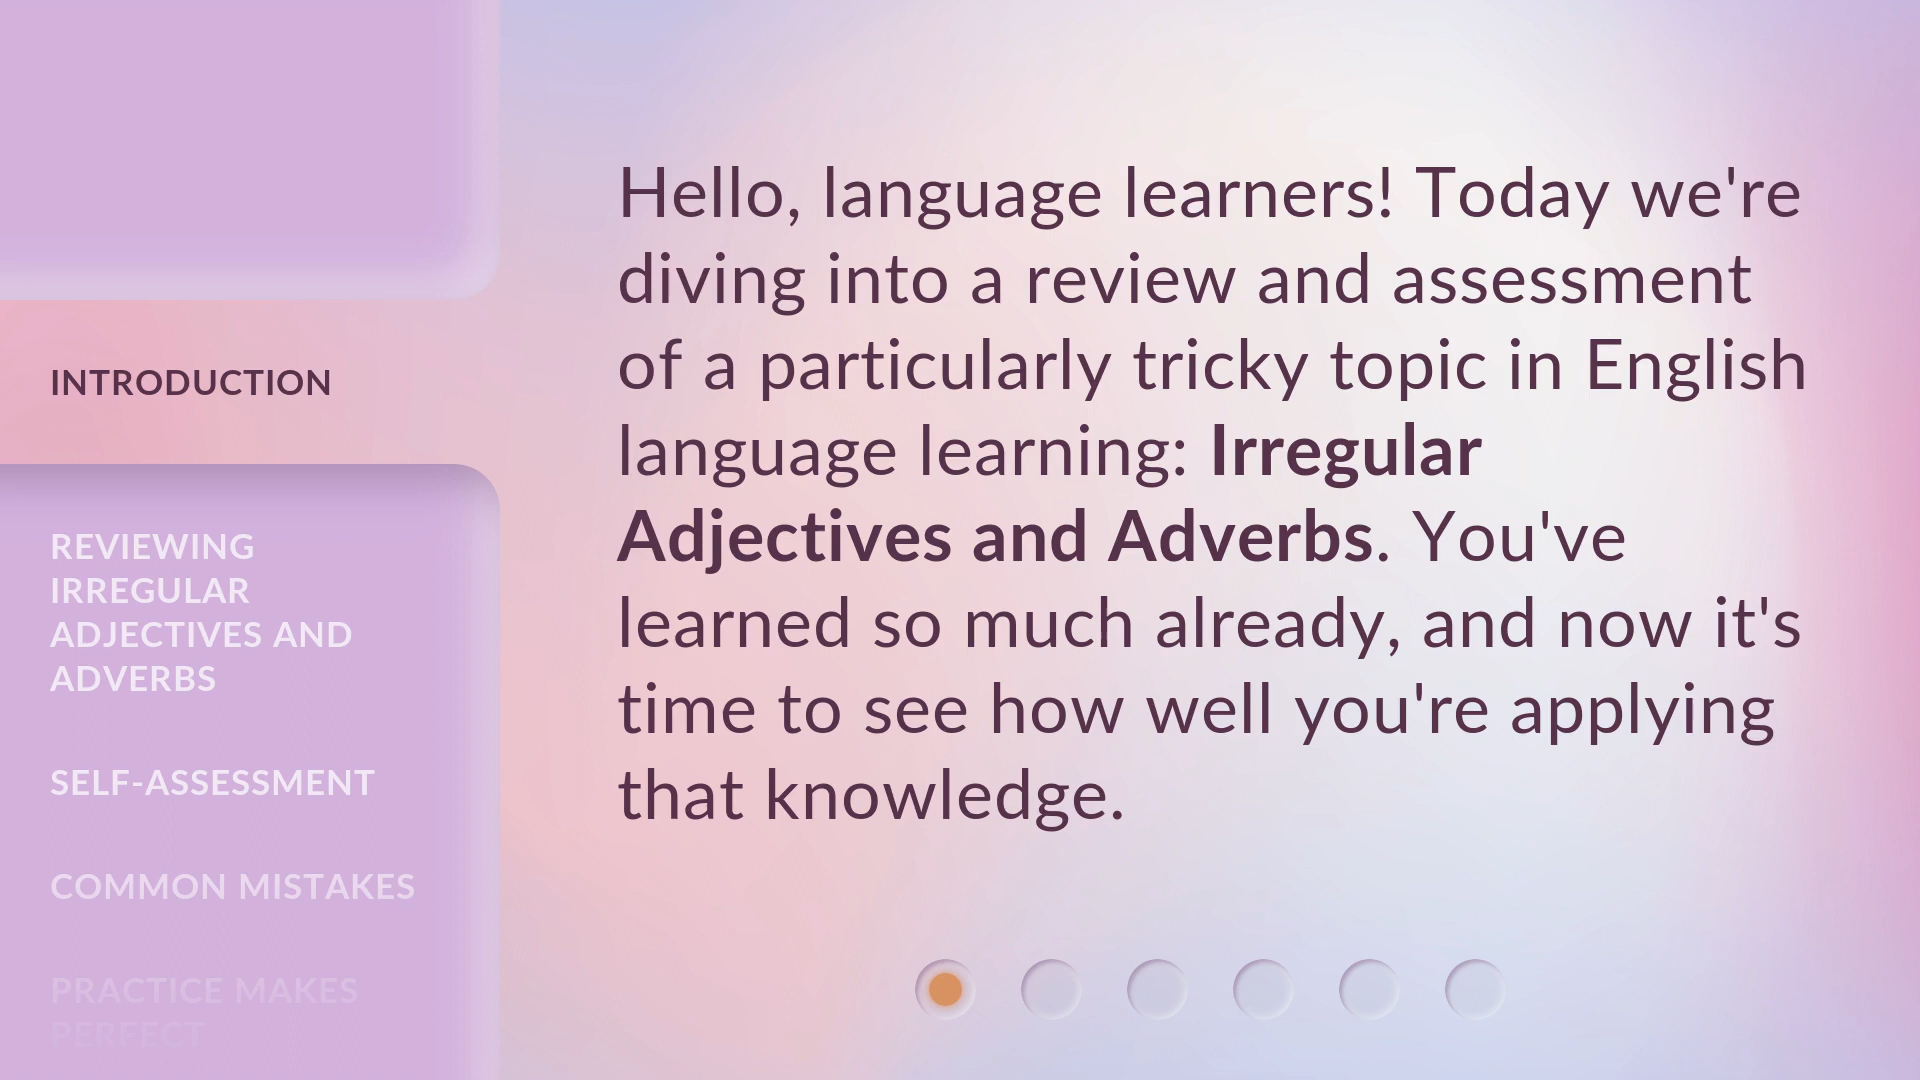 INTRODUCTION
REVIEWING
IRREGULAR
ADJECTIVES AND
ADVERBS
SELF-ASSESSMENT
COMMON MISTAKES
PRACTICE MAKES
PERFECT
Hello, language learners! Today we're
diving into a review and assessment
of a particularly tricky topic in English
language learning: Irregular
Adjectives and Adverbs. You've
learned so much already, and now it's
time to see how well you're applying
that knowledge.